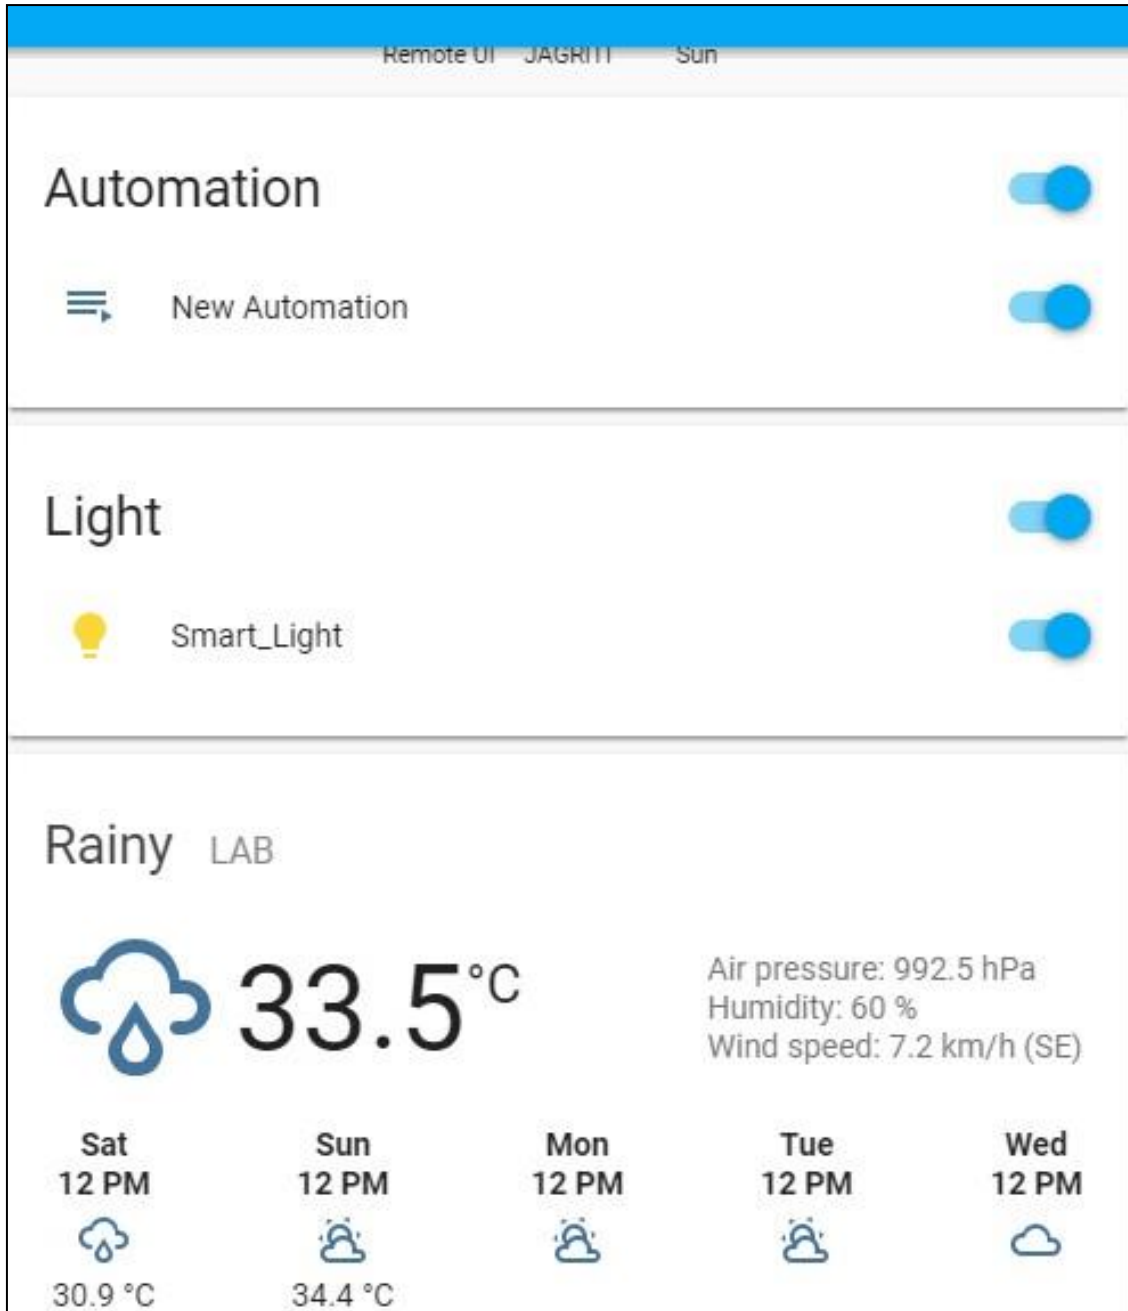 Remote UI JAGRITI Sun
Automation
New Automation
Light
Smart_Light
Rainy LAB
33.5 °C
Air pressure: 992.5 hPa
Humidity: 60 %
Wind speed: 7.2 km/h (SE)
Sat Sun Mon Tue Wed
12 PM 12 PM 12 PM 12 PM 12 PM
30.9 °C 34.4 °C